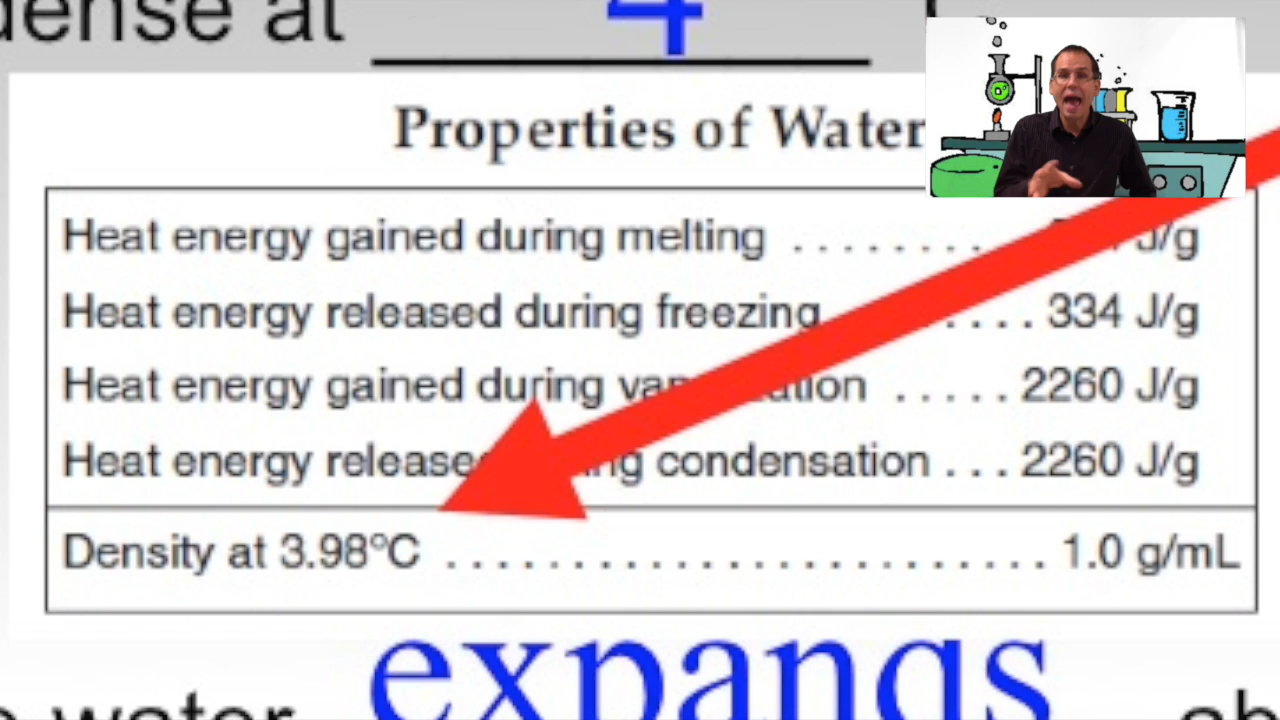 dense at 4
Properties of Water
Heat energy gained during melting . . . . . . . . J/g
Heat energy released during freezing . . . . 334 J/g
Heat energy gained during . . . . . 2260 J/g
Heat energy condensation . . . 2260 J/g
Density at 3.98°C . . . . . . . . . . . . . . . . . . . . . . . . . . 1.0 g/mL
water expands